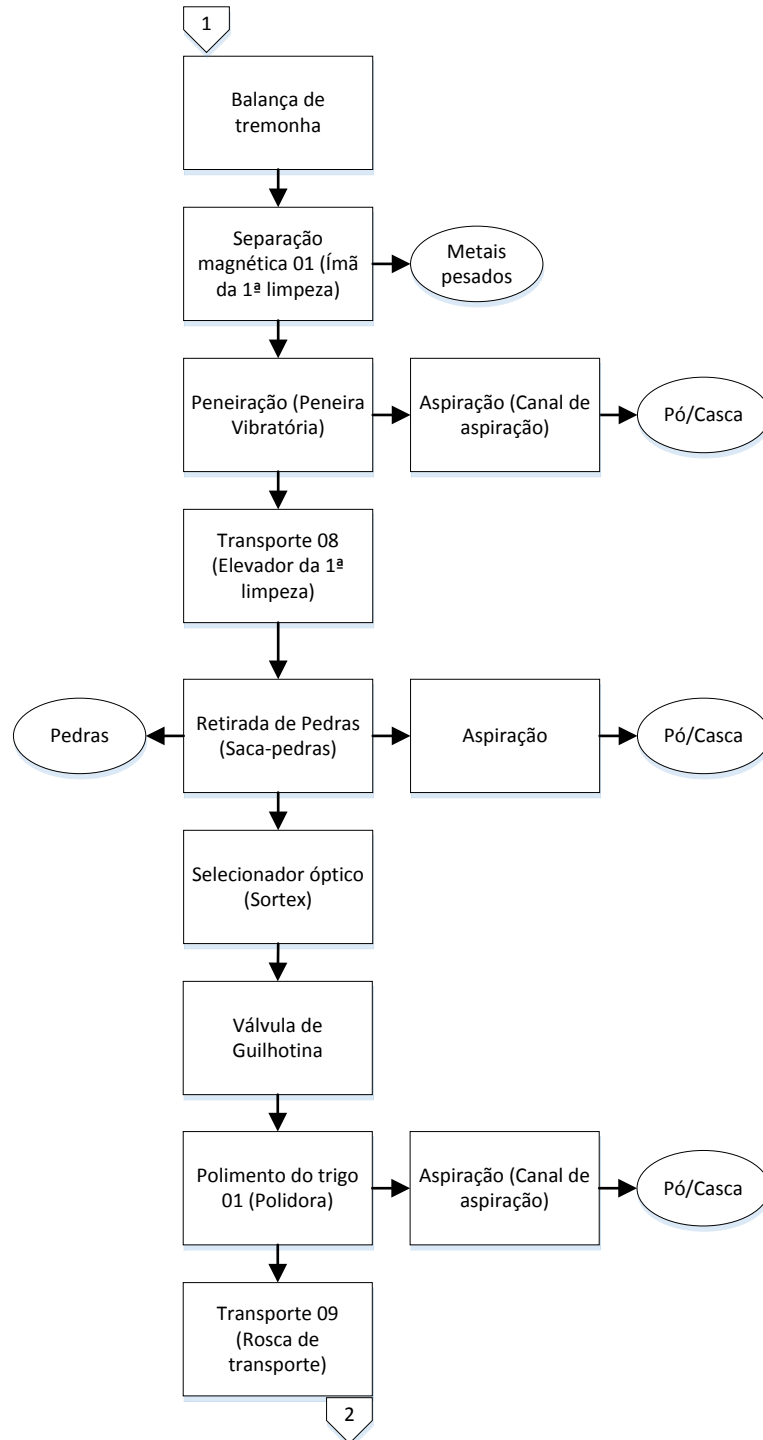 1
Balança de
tremonha
Separação
magnética 01 (Ímã
da 1ª limpeza)
Metais
pesados
Peneiração (Peneira
Vibratória)
Aspiração (Canal de
aspiração)
Pó/Casca
Transporte 08
(Elevador da 1ª
limpeza)
Pedras
Retirada de Pedras
(Saca-pedras)
Aspiração
Pó/Casca
Selecionador óptico
(Sortex)
Válvula de
Guilhotina
Polimento do trigo
01 (Polidora)
Aspiração (Canal de
aspiração)
Pó/Casca
Transporte 09
(Rosca de
transporte)
2